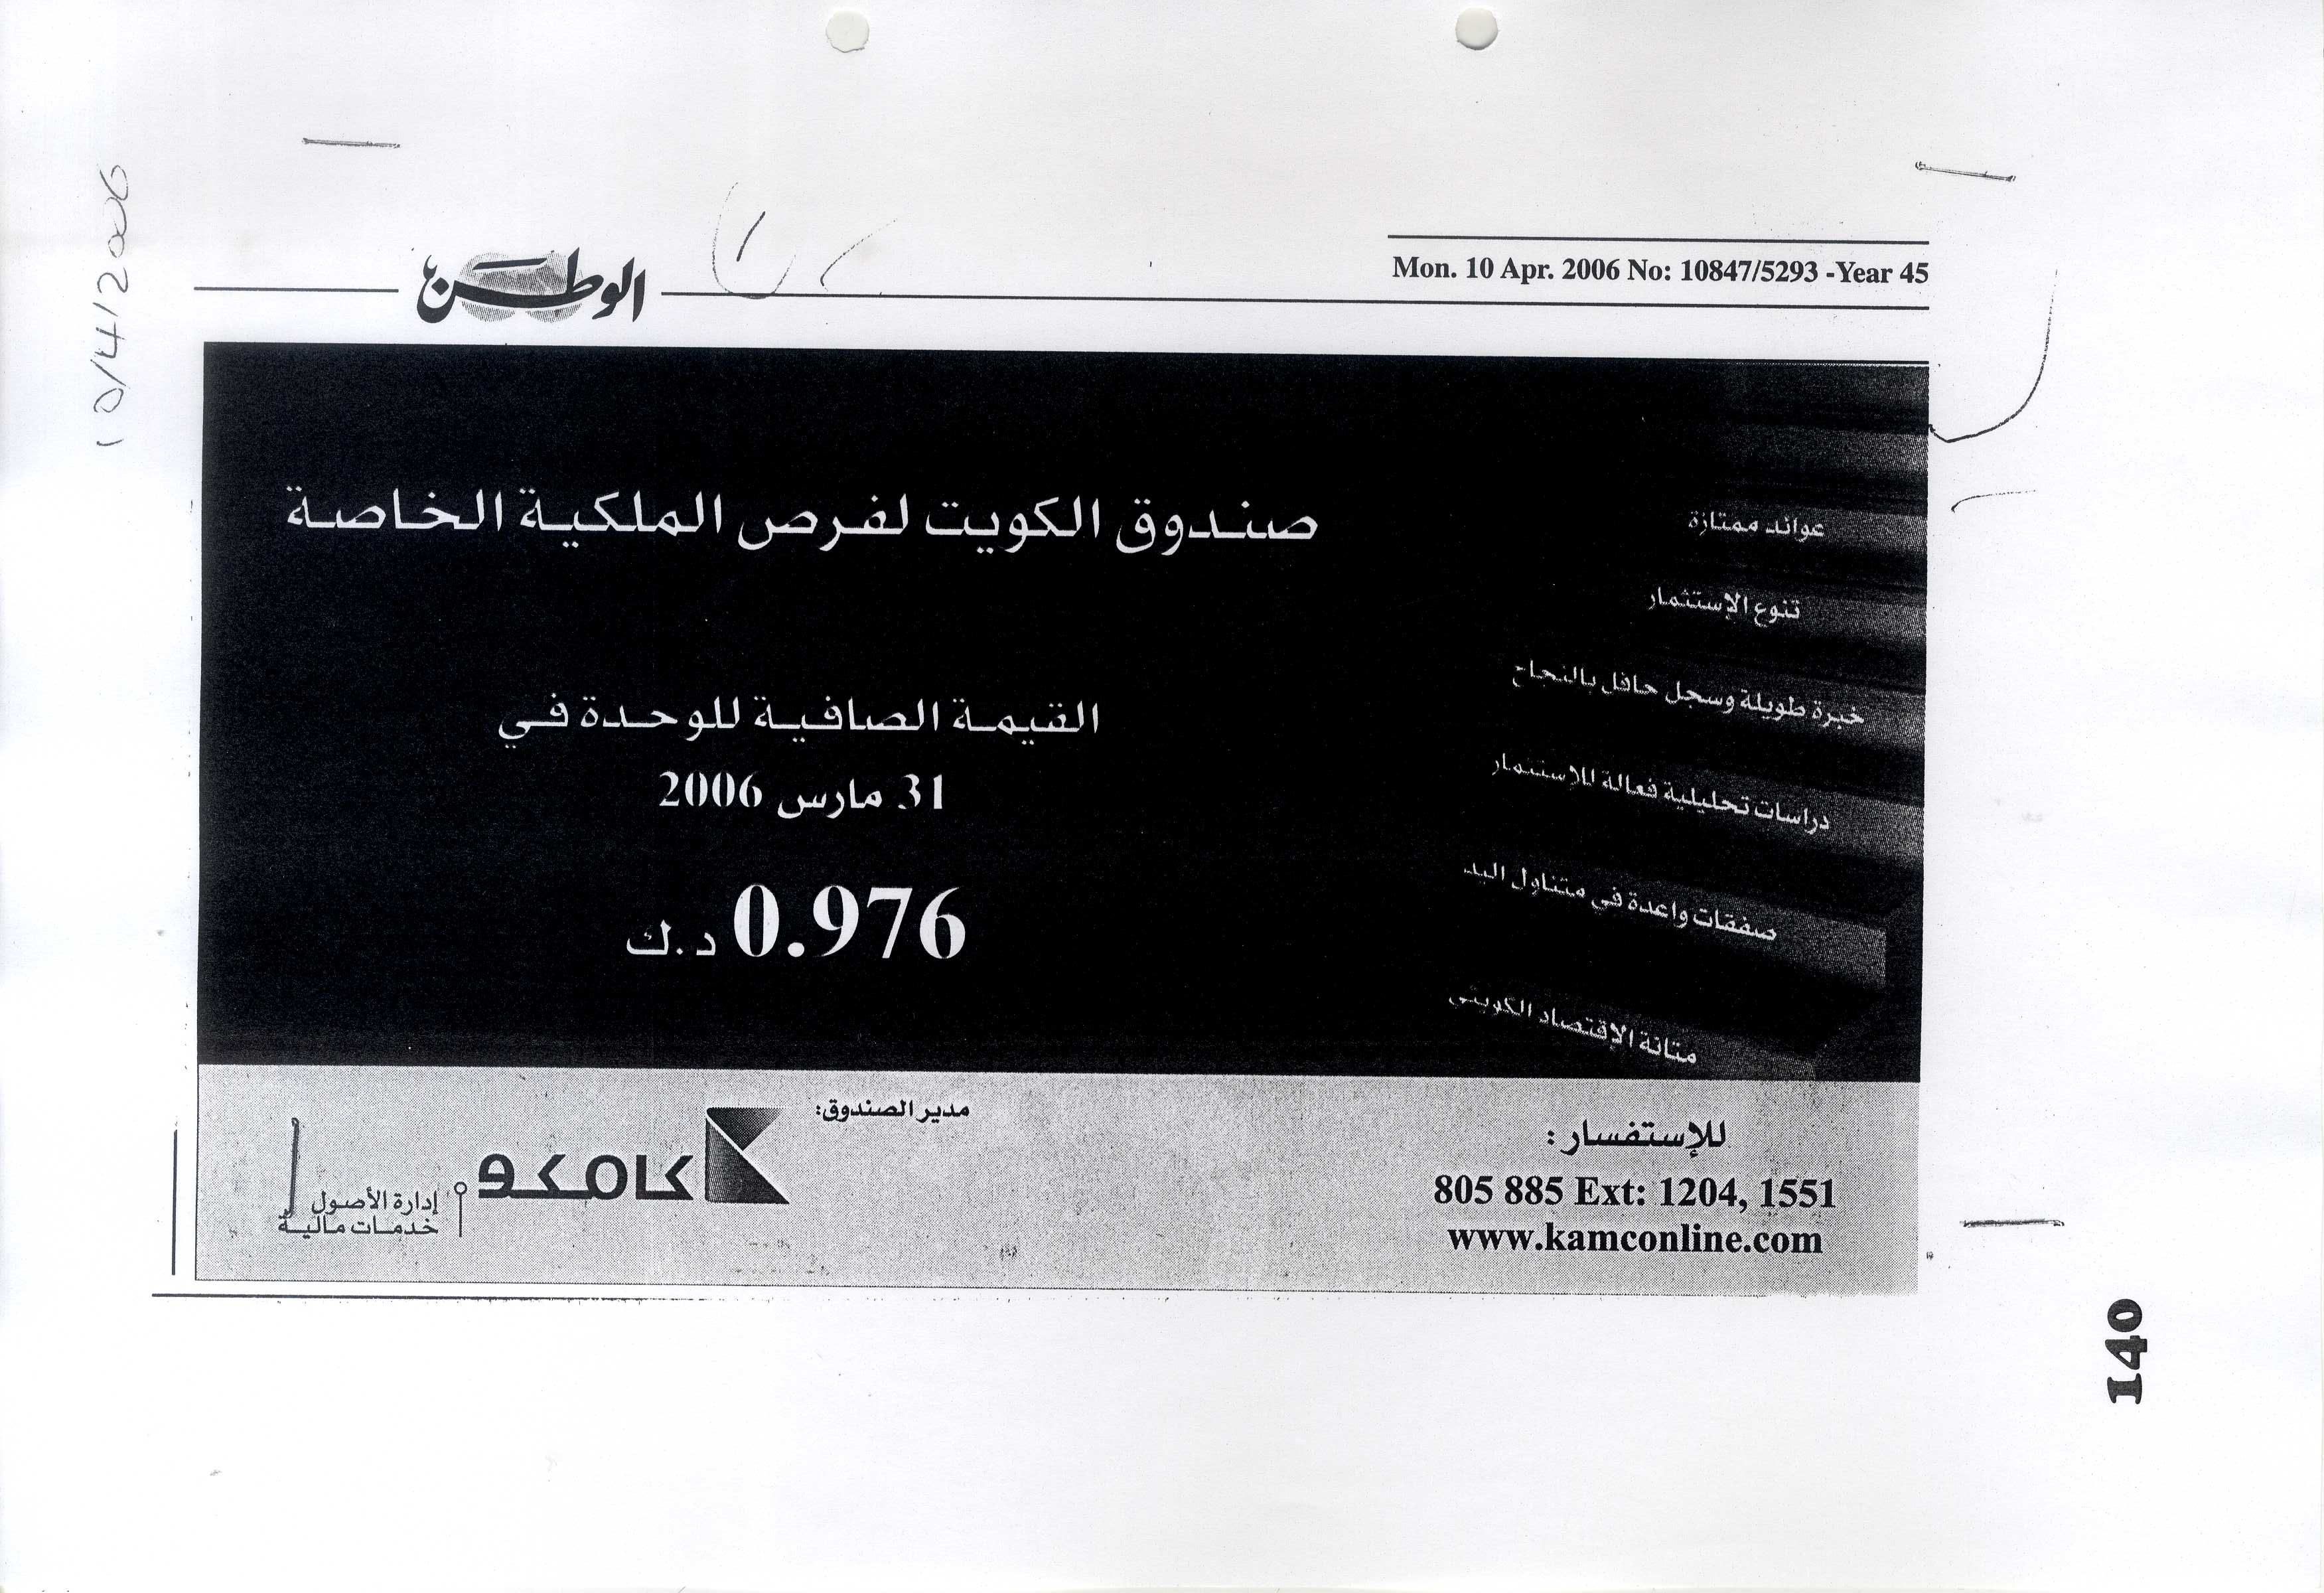 10/4/2006
الوطن
Mon. 10 Apr. 2006 No: 10847/5293 -Year 45
صندوق الكويت لفرص الملكية الخاصة
القيمة الصافية للوحدة في
31 مارس 2006
0.976 د.ك
عوائد ممتازة
تنوع الإستثمار
خبرة طويلة وسجل حافل بالنجاح
دراسات تحليلية فعالة للإستثمار
صفقات واعدة في متناول اليد
متانة الإقتصاد الكويتي
للإستفسار:
805 885 Ext: 1204, 1551
www.kamconline.com
مدير الصندوق:
كامكو
إدارة الأصول
خدمات مالية
140